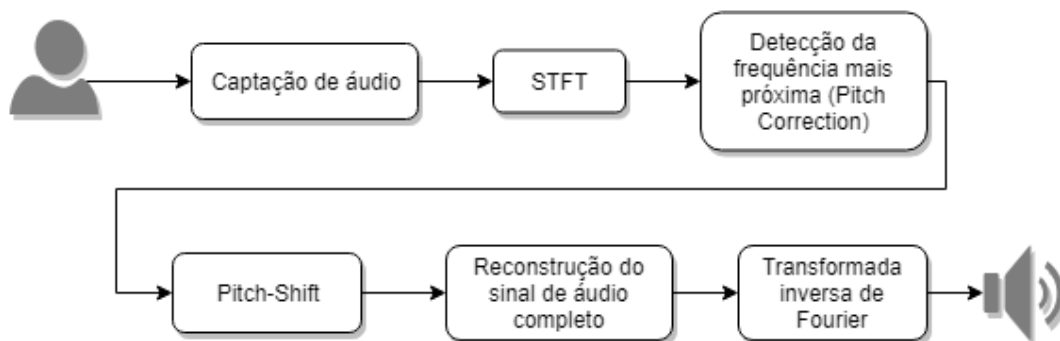 Captação de áudio
STFT
Detecção da
frequência mais
próxima (Pitch
Correction)
Pitch-Shift
Reconstrução do
sinal de áudio
completo
Transformada
inversa de
Fourier